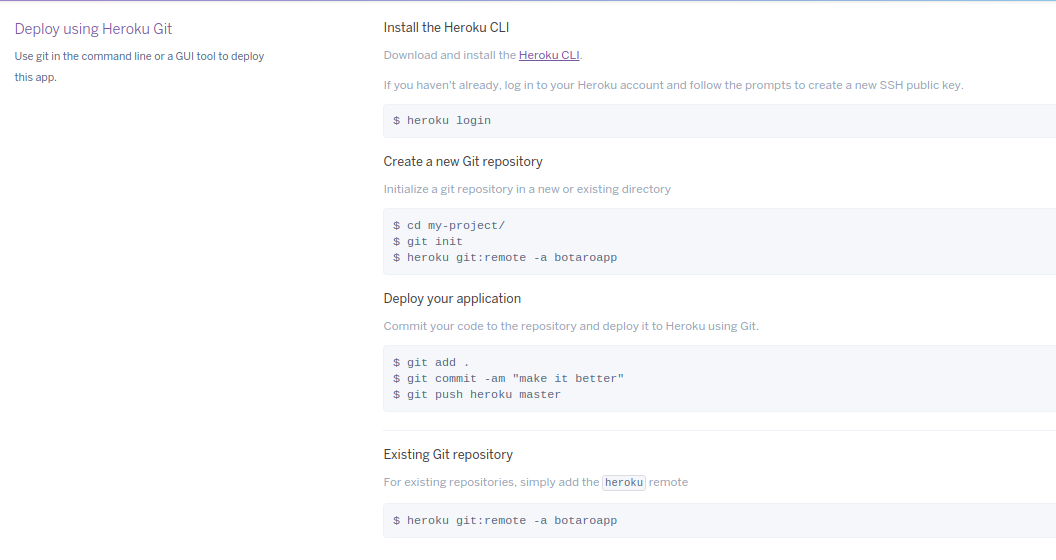 Deploy using Heroku Git
Use git in the command line or a GUI tool to deploy
this app.
Install the Heroku CLI
Download and install the Heroku CLI.
If you haven't already, log in to your Heroku account and follow the prompts to create a new SSH public key.
$ heroku login
Create a new Git repository
Initialize a git repository in a new or existing directory
$ cd my-project/
$ git init
$ heroku git:remote -a botaroapp
Deploy your application
Commit your code to the repository and deploy it to Heroku using Git.
$ git add .
$ git commit -am "make it better"
$ git push heroku master
Existing Git repository
For existing repositories, simply add the heroku remote
$ heroku git:remote -a botaroapp